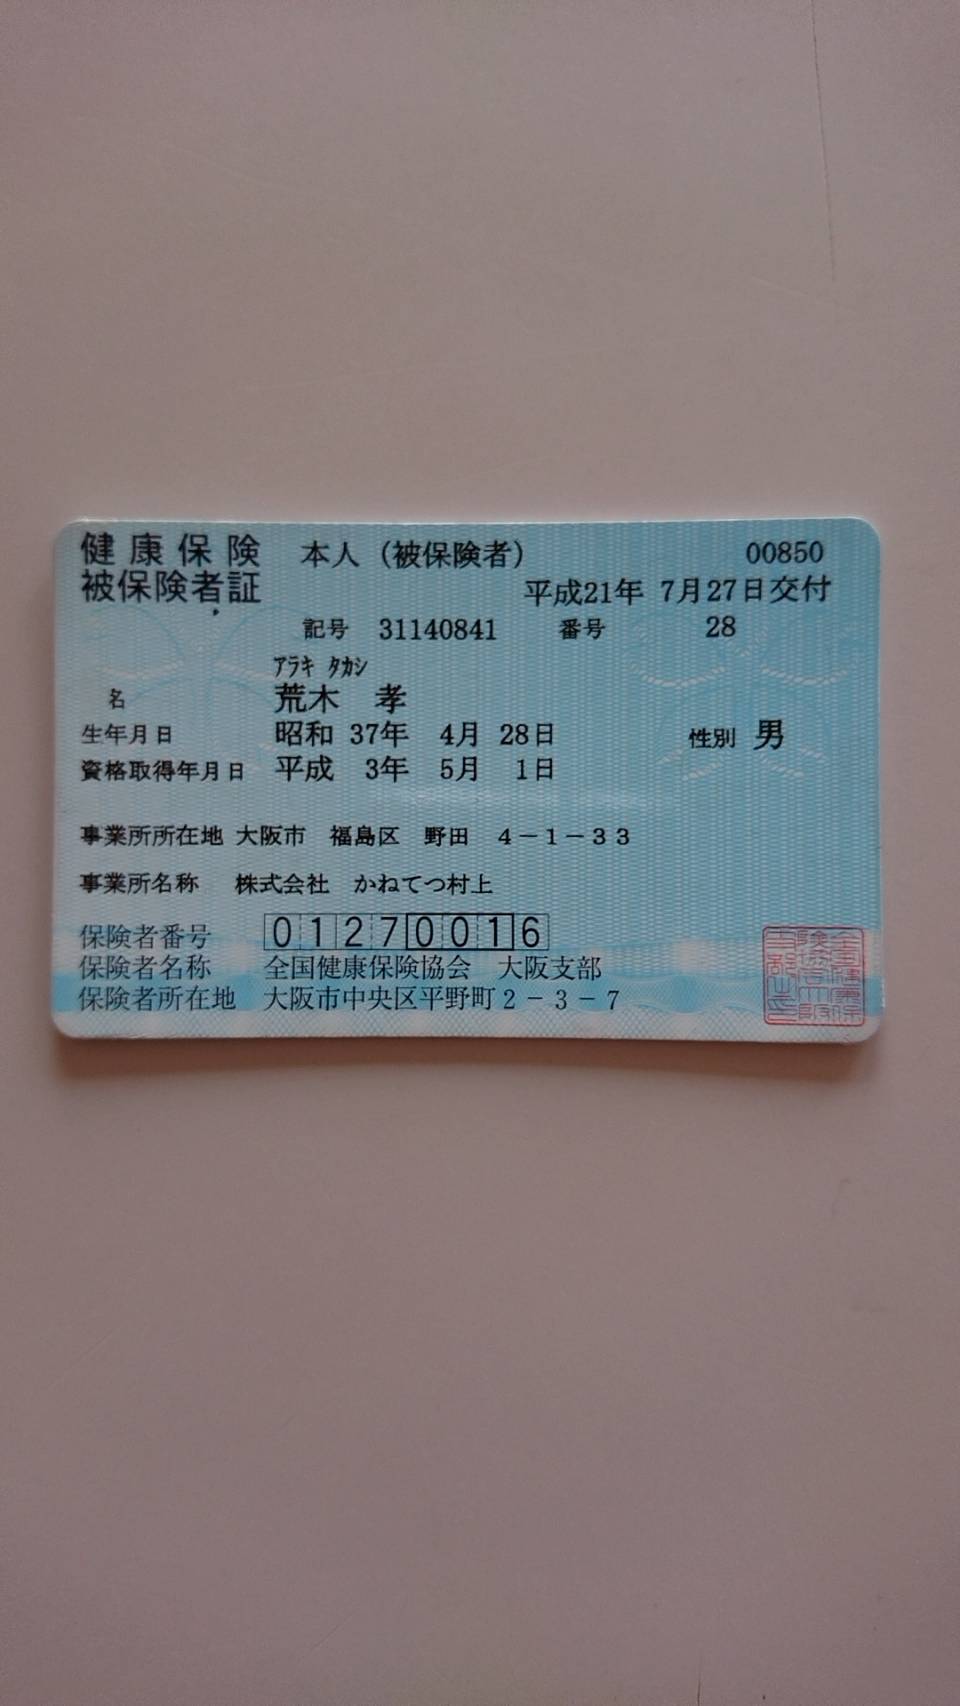 健康保険 本人（被保険者） 00850
被保険者証 平成21年 7月27日交付
記号 31140841 番号 28
ｱﾗｷ ﾀｶｼ
名 荒木 孝
生年月日 昭和 37年 4月 28日 性別 男
資格取得年月日 平成 3年 5月 1日
事業所所在地 大阪市 福島区 野田 4－1－33
事業所名称 株式会社 かねてつ村上
保険者番号 01270016
保険者名称 全国健康保険協会 大阪支部
保険者所在地 大阪市中央区平野町2－3－7